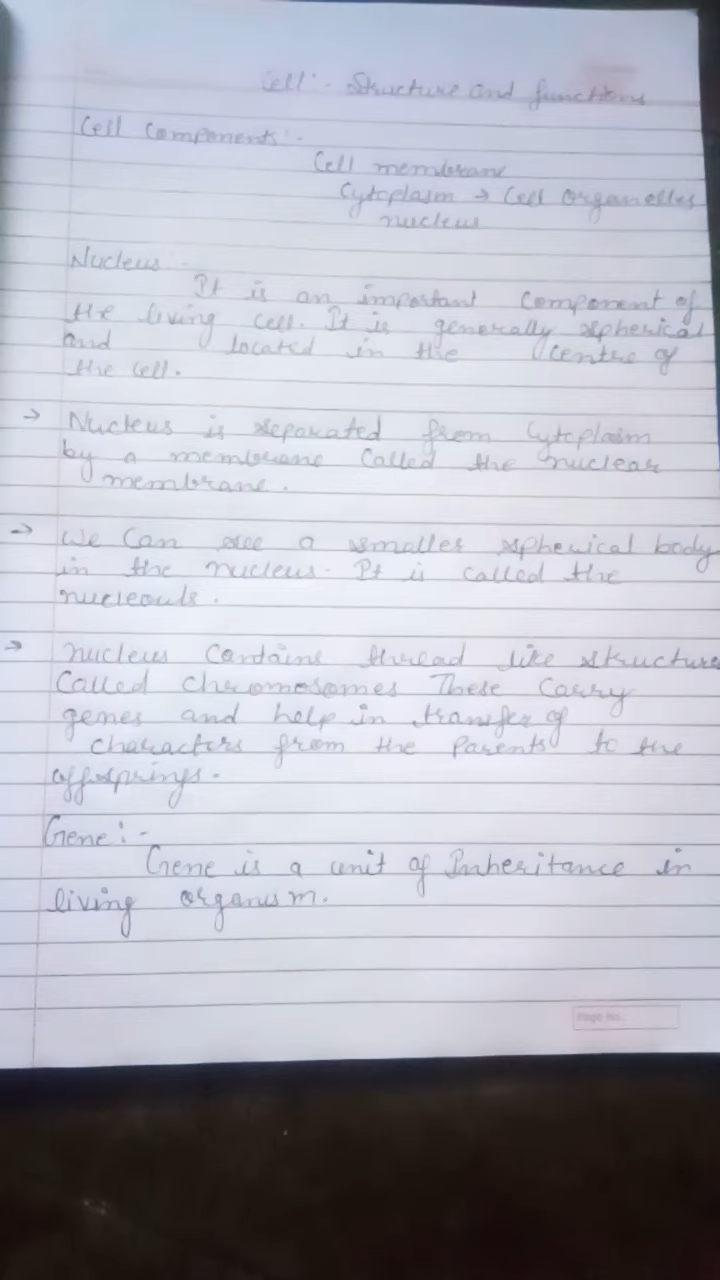 Cell:- Structure and functions
Cell Components:-
Cell membrane
Cytoplasm → Cell Organelles
nucleus
Nucleus
It is an important Component of
the living cell. It is generally spherical
and located in the centre of
the cell.
→ Nucleus is separated from Cytoplasm
by a membrane Called the nuclear
membrane.
→ We Can see a smaller spherical body
in the nucleus. It is called the
nucleouls.
→ nucleus Contains thread like structure
Called chromosomes These Carry
genes and help in transfer of
characters from the Parents to the
offsprings.
Gene:-
Gene is a unit of Inheritance in
living organism.
Page No.